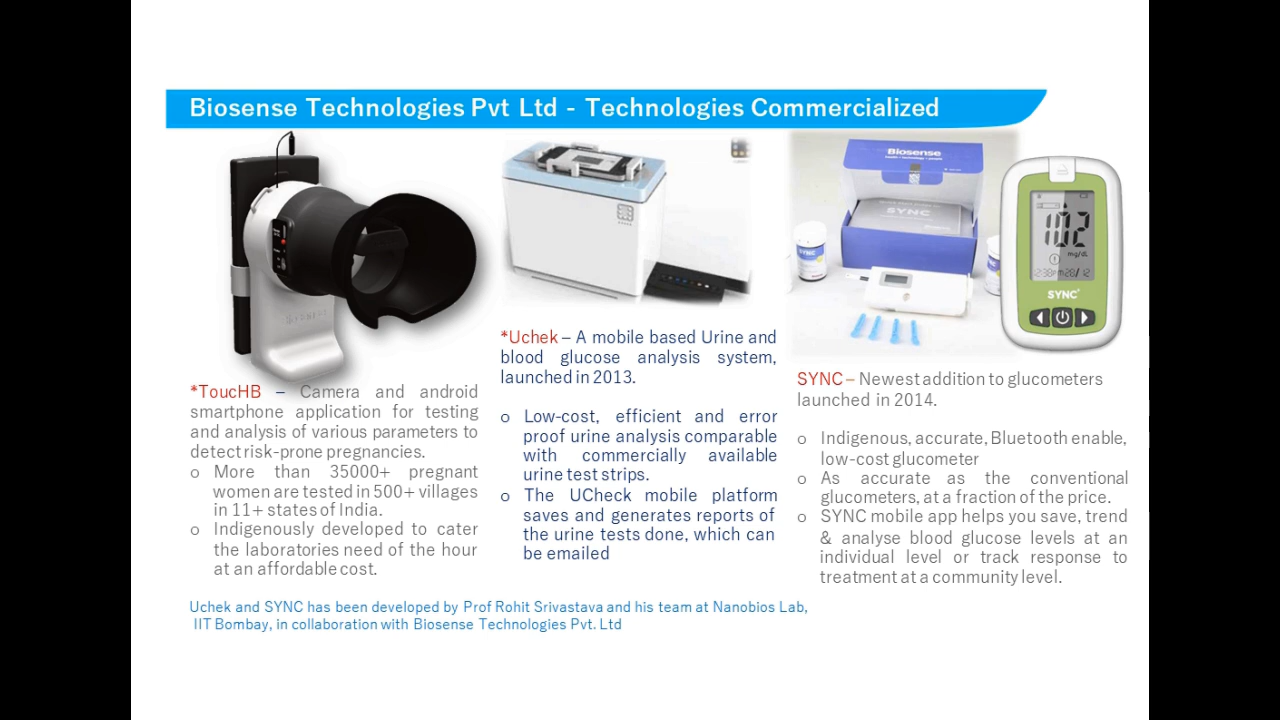 Biosense Technologies Pvt Ltd - Technologies Commercialized
Biosense
SYNC
SYNC
102
mg/dL
SYNC
*ToucHB – Camera and android
smartphone application for testing
and analysis of various parameters to
detect risk-prone pregnancies.
o More than 35000+ pregnant
women are tested in 500+ villages
in 11+ states of India.
o Indigenously developed to cater
the laboratories need of the hour
at an affordable cost.
*Uchek – A mobile based Urine and
blood glucose analysis system,
launched in 2013.
o Low-cost, efficient and error
proof urine analysis comparable
with commercially available
urine test strips.
o The UCheck mobile platform
saves and generates reports of
the urine tests done, which can
be emailed
SYNC – Newest addition to glucometers
launched in 2014.
o Indigenous, accurate, Bluetooth enable,
low-cost glucometer
o As accurate as the conventional
glucometers, at a fraction of the price.
o SYNC mobile app helps you save, trend
& analyse blood glucose levels at an
individual level or track response to
treatment at a community level.
Uchek and SYNC has been developed by Prof Rohit Srivastava and his team at Nanobios Lab,
IIT Bombay, in collaboration with Biosense Technologies Pvt. Ltd